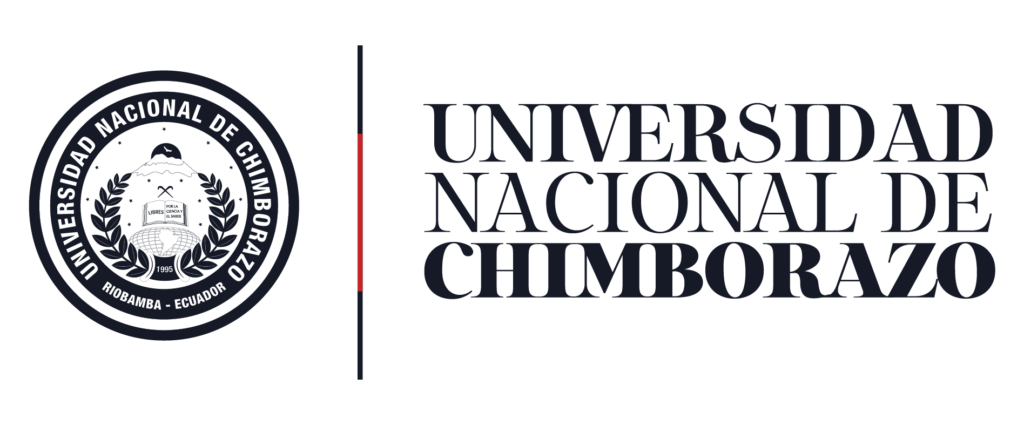 UNIVERSIDAD NACIONAL DE CHIMBORAZO
LIBRES
POR LA
CIENCIA Y
EL SABER
1995
RIOBAMBA - ECUADOR
UNIVERSIDAD
NACIONAL DE
CHIMBORAZO